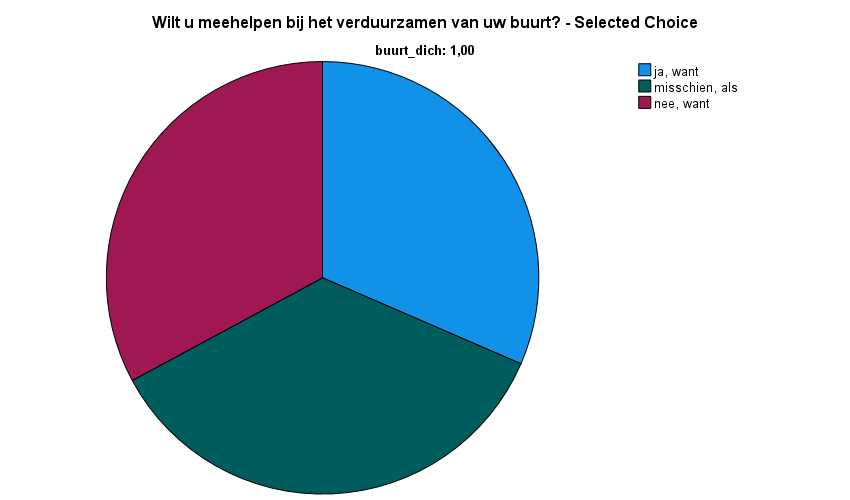 Wilt u meehelpen bij het verduurzamen van uw buurt? - Selected Choice
buurt_dich: 1,00
ja, want
misschien, als
nee, want